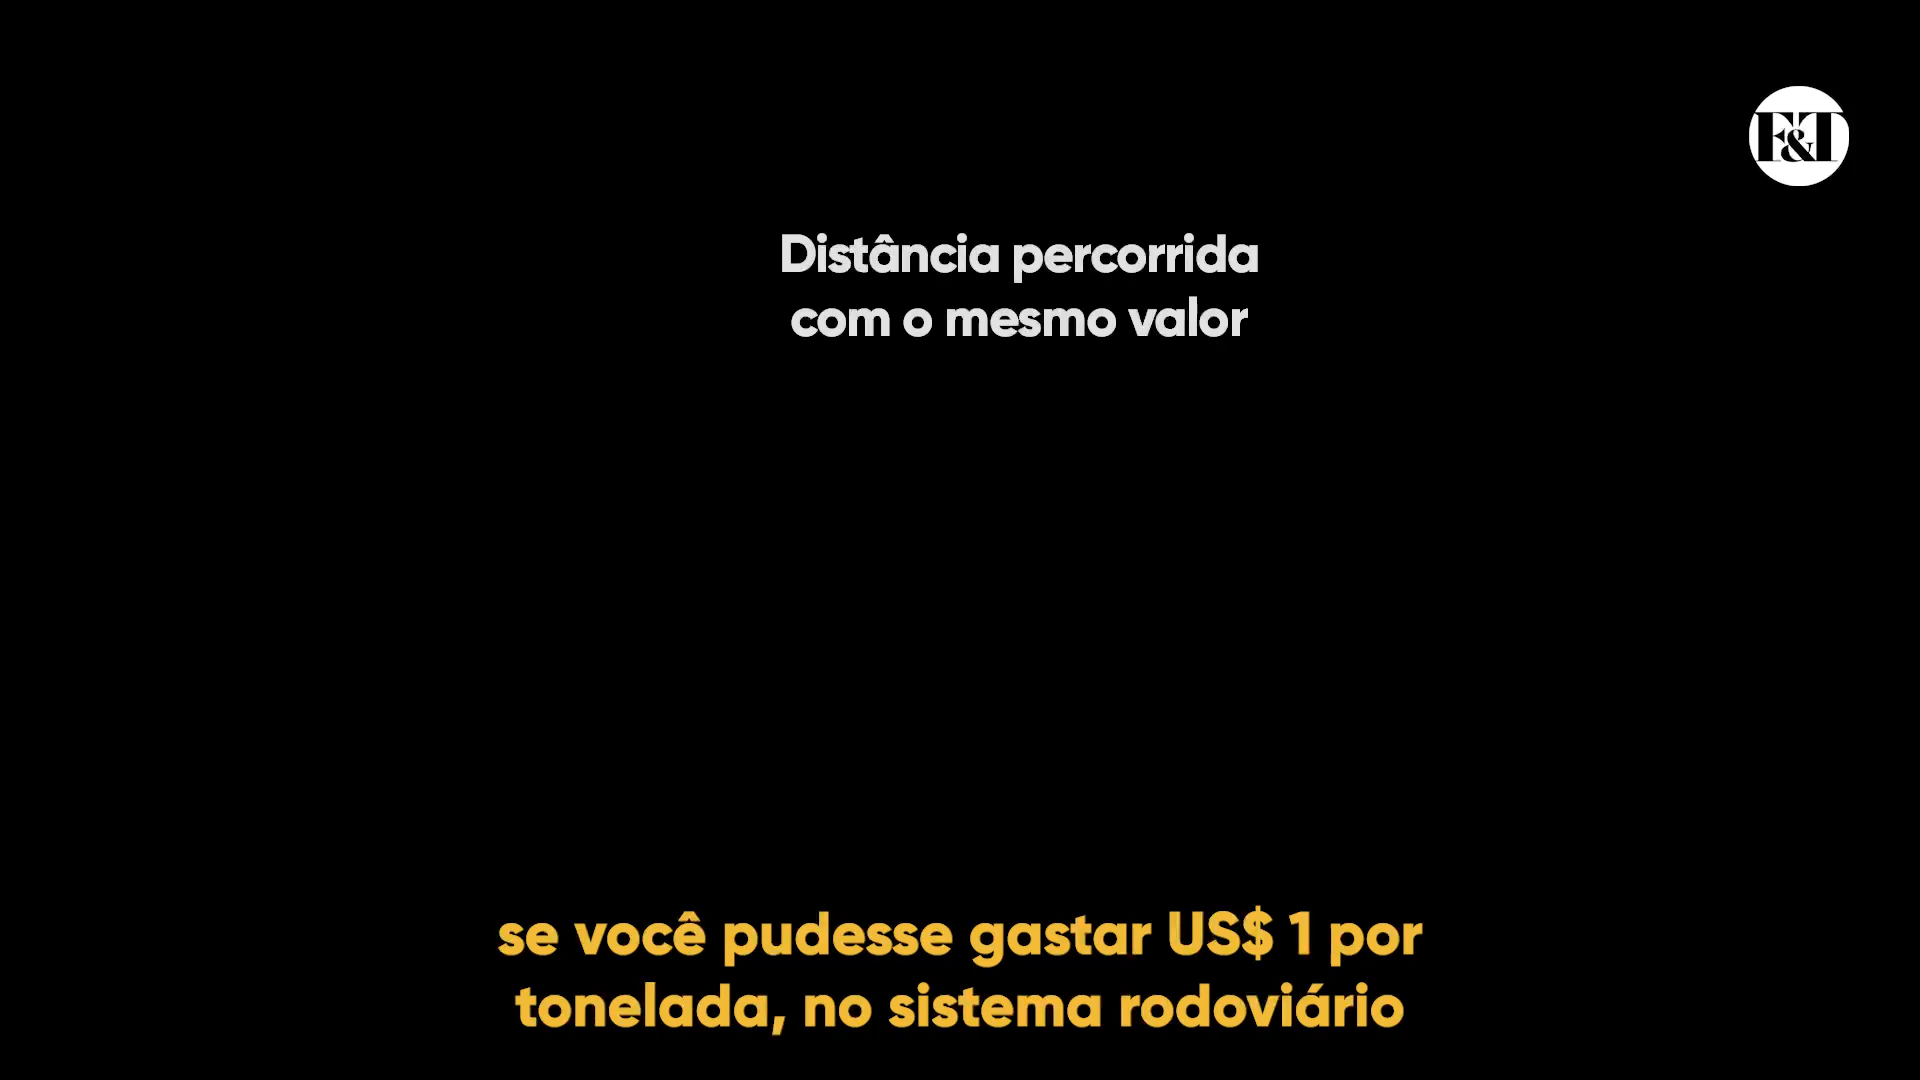 F&T
Distância percorrida
com o mesmo valor
se você pudesse gastar US$ 1 por
tonelada, no sistema rodoviário